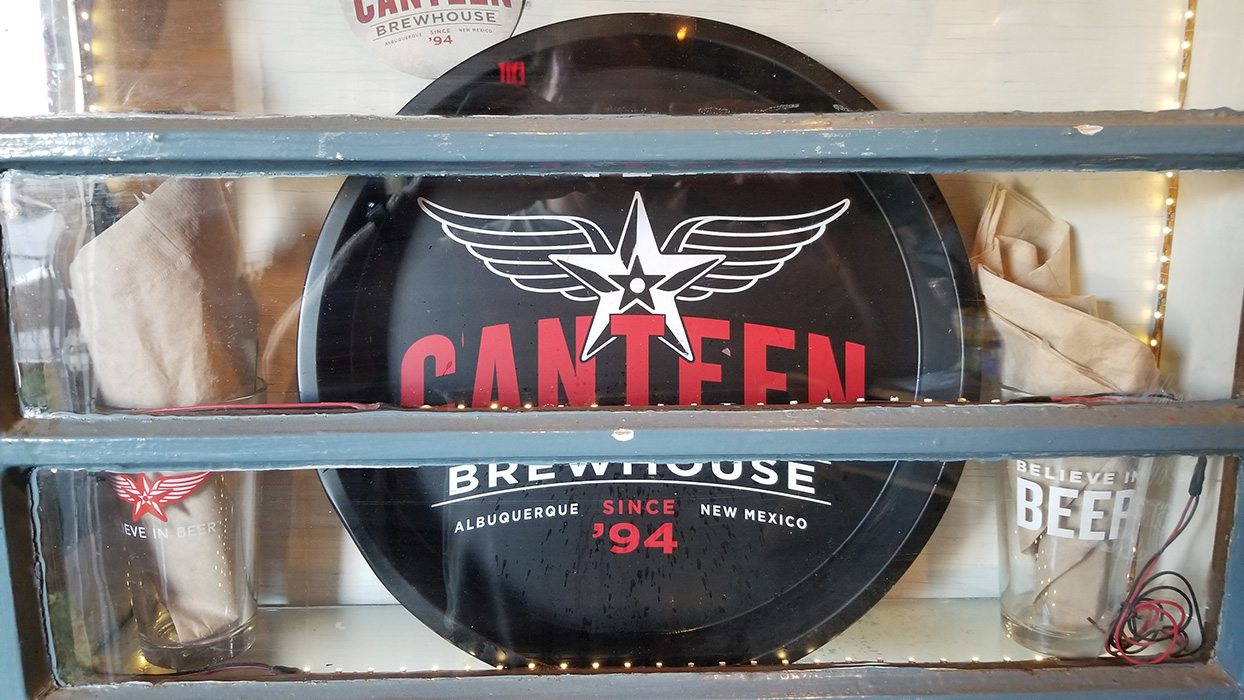 CANTEEN
BREWHOUSE
ALBUQUERQUE SINCE NEW MEXICO
'94
CANTEEN
BREWHOUSE
ALBUQUERQUE SINCE NEW MEXICO
'94
IEVE IN BEER
BELIEVE IN
BEER